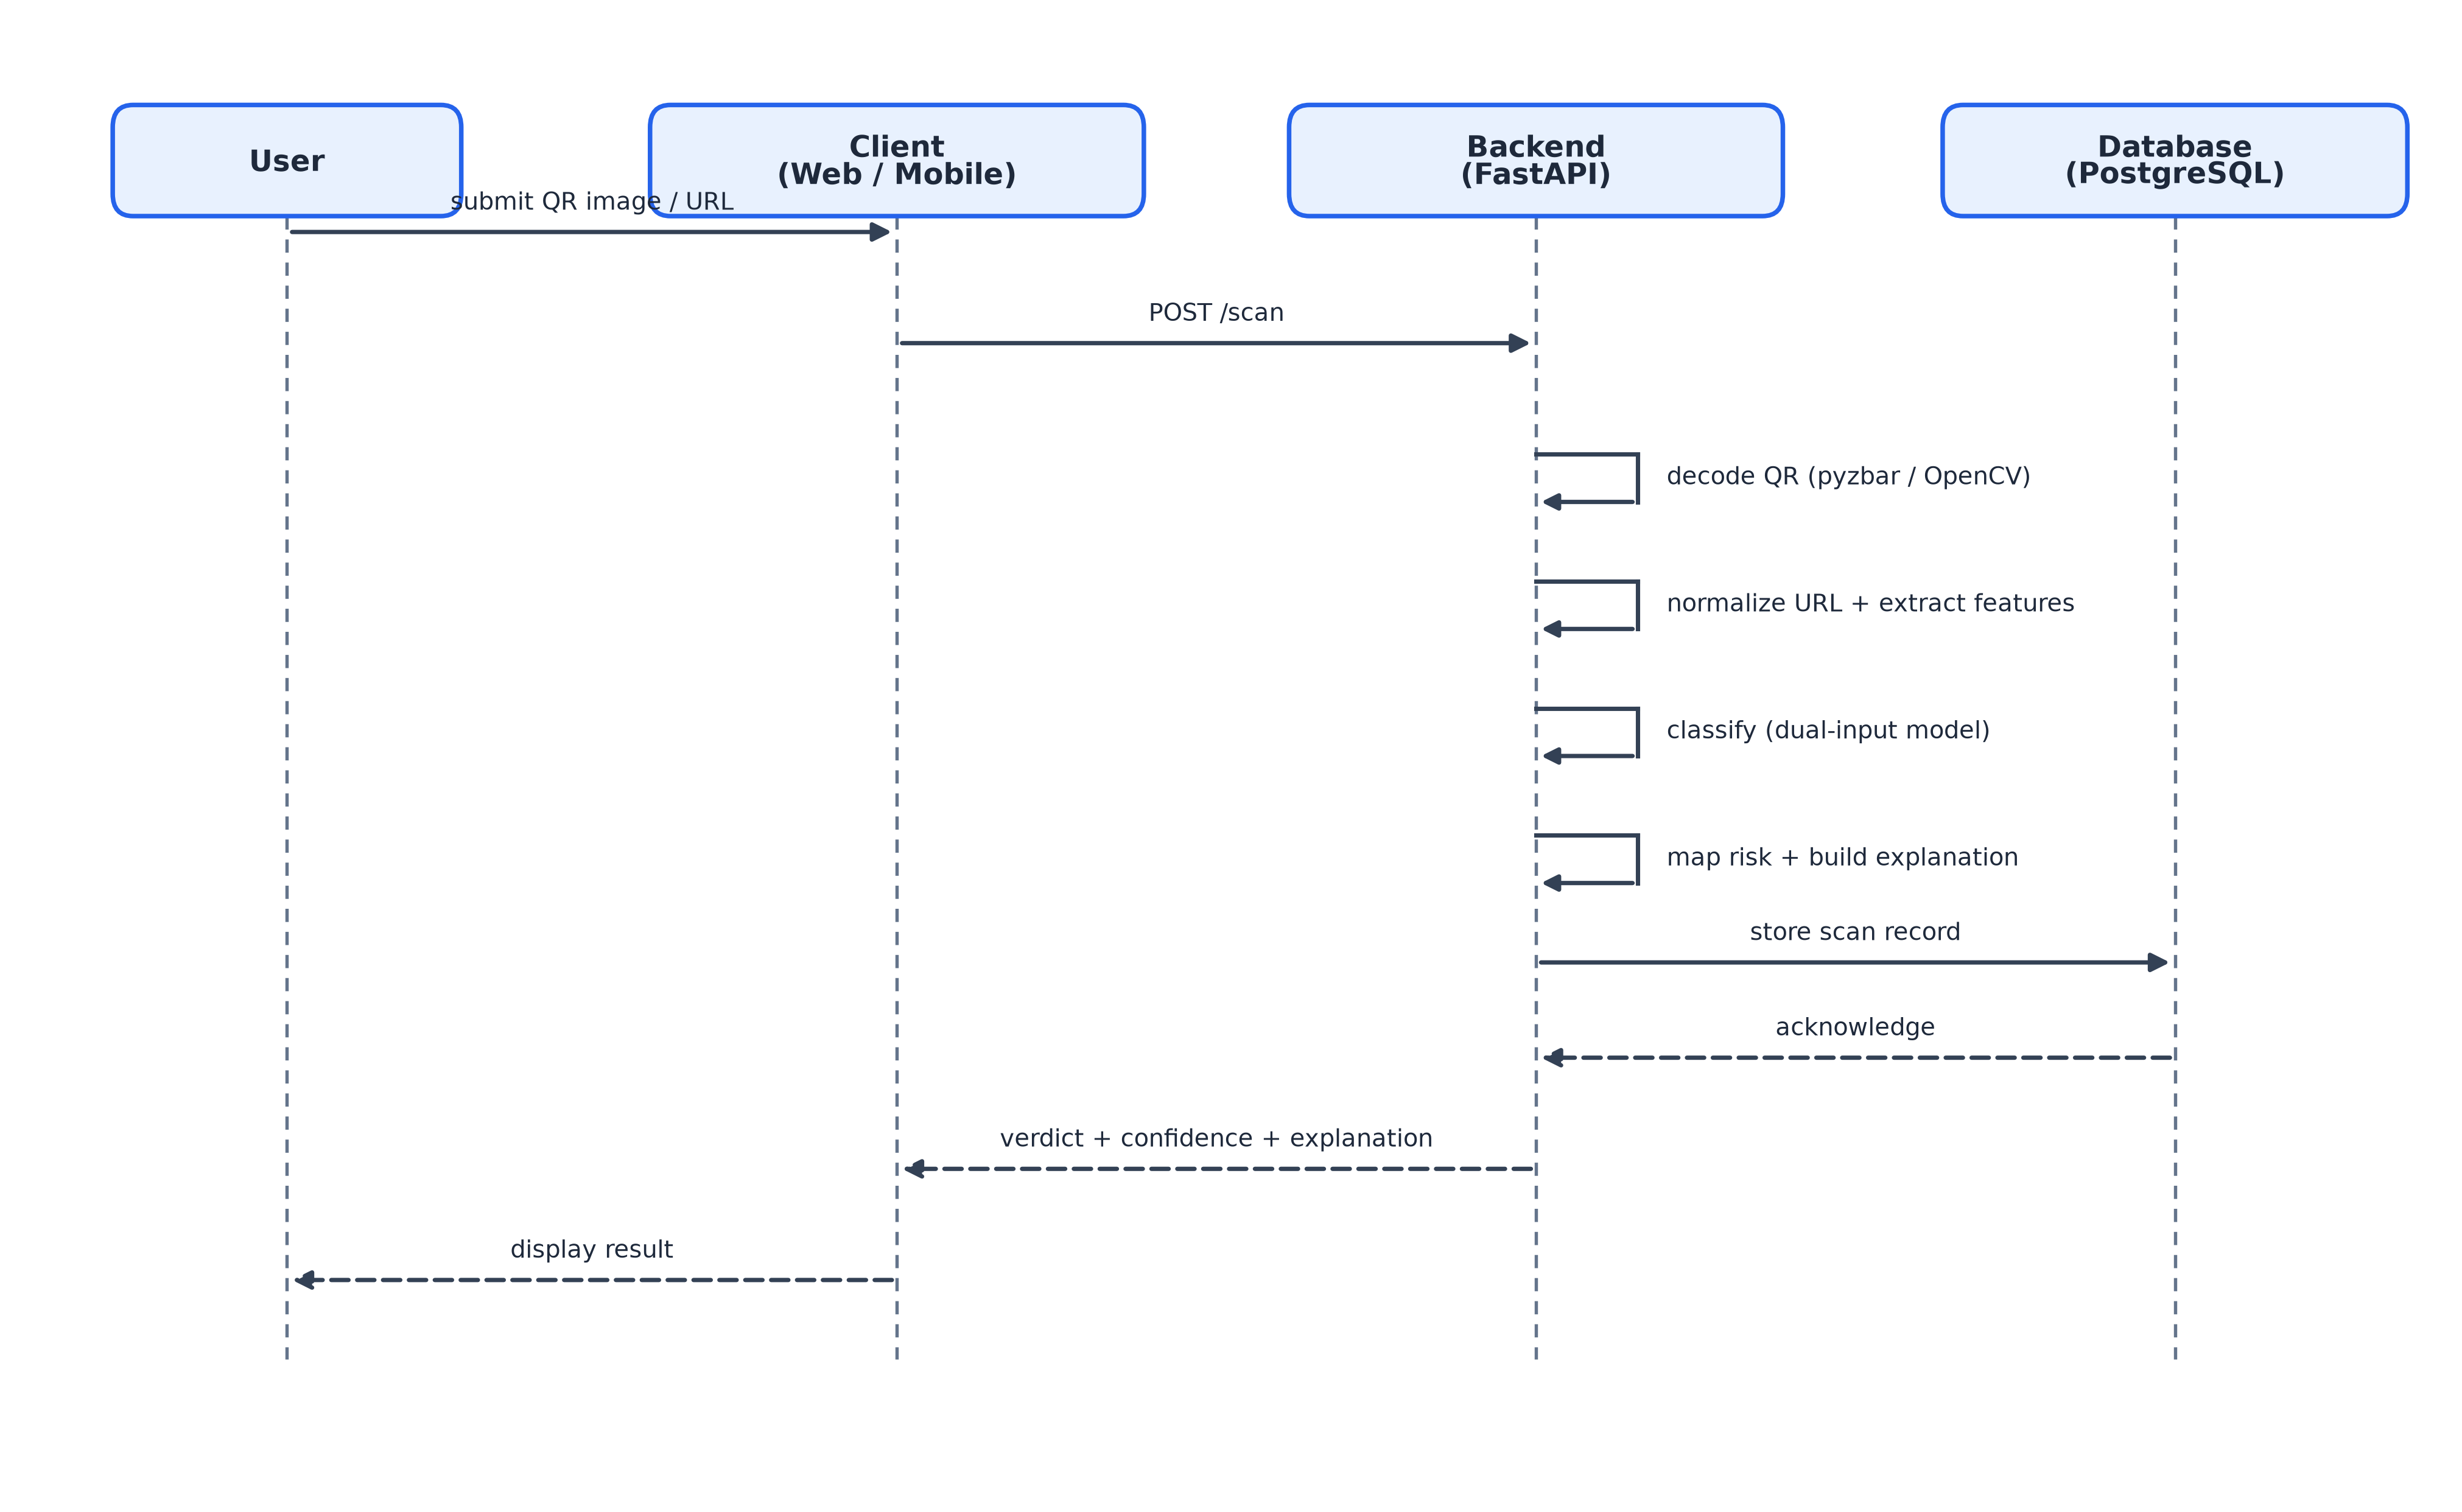 User
Client
(Web / Mobile)
Backend
(FastAPI)
Database
(PostgreSQL)
submit QR image / URL
POST /scan
decode QR (pyzbar / OpenCV)
normalize URL + extract features
classify (dual-input model)
map risk + build explanation
store scan record
acknowledge
verdict + confidence + explanation
display result